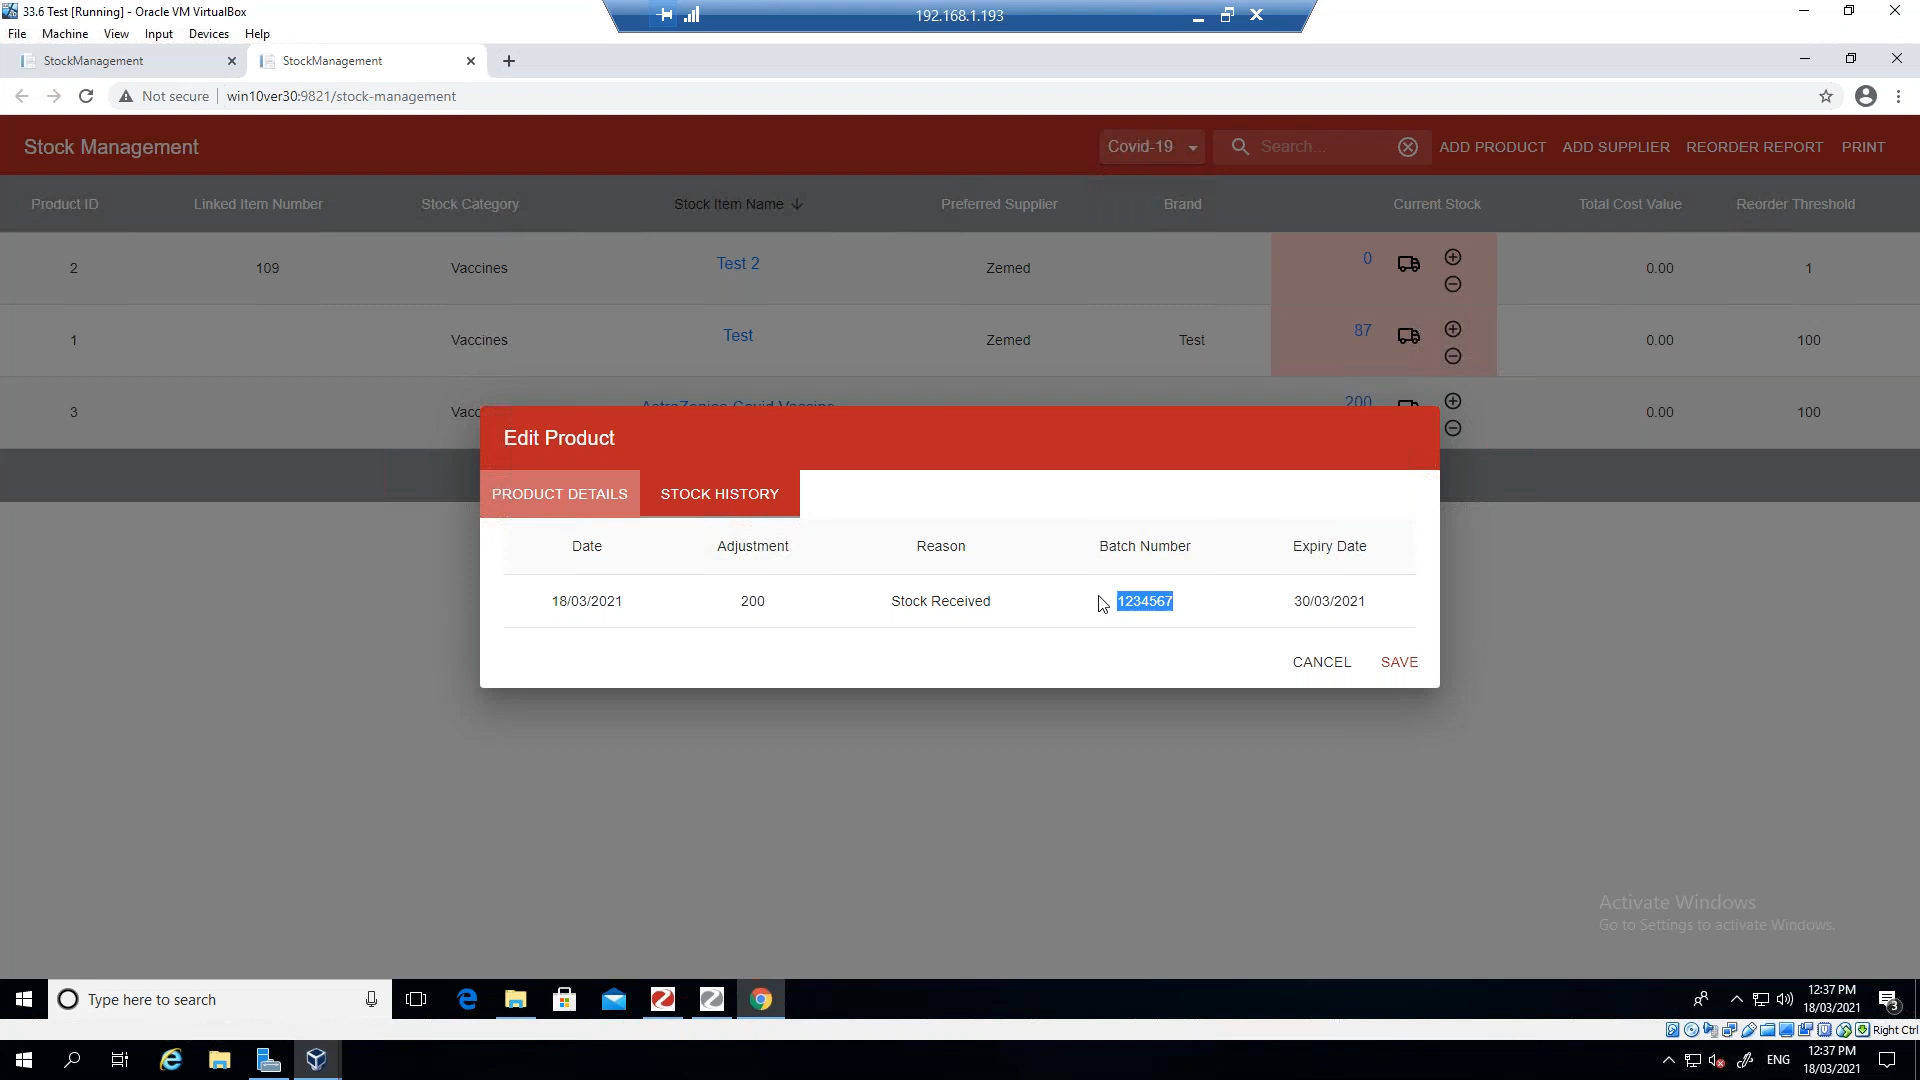 33.6 Test [Running] - Oracle VM VirtualBox
192.168.1.193
File Machine View Input Devices Help
StockManagement
StockManagement
Not secure win10ver30:9821/stock-management
Stock Management
Covid-19
Search...
ADD PRODUCT
ADD SUPPLIER
REORDER REPORT
PRINT
Product ID Linked Item Number Stock Category Stock Item Name Preferred Supplier Brand Current Stock Total Cost Value Reorder Threshold
2 109 Vaccines Test 2 Zemed 0 0.00 1
1 Vaccines Test Zemed Test 87 0.00 100
3 Vacc AstraZenica Covid Vaccine 200 0.00 100
Edit Product
PRODUCT DETAILS STOCK HISTORY
Date Adjustment Reason Batch Number Expiry Date
18/03/2021 200 Stock Received 1234567 30/03/2021
CANCEL SAVE
Activate Windows
Go to Settings to activate Windows.
Type here to search
12:37 PM
18/03/2021
3
Right Ctrl
ENG
12:37 PM
18/03/2021